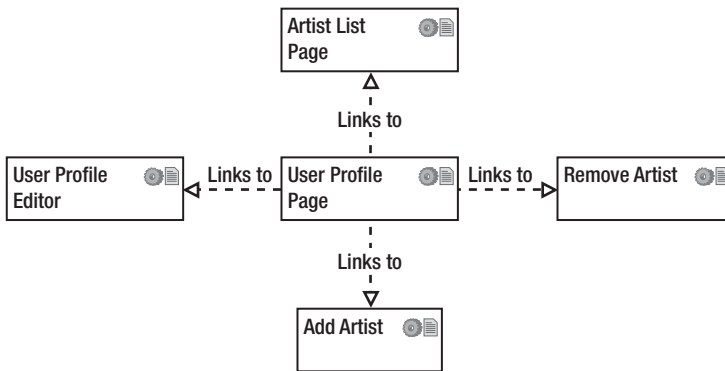 Artist List
Page
Links to
User Profile
Editor
Links to
User Profile
Page
Links to
Remove Artist
Links to
Add Artist